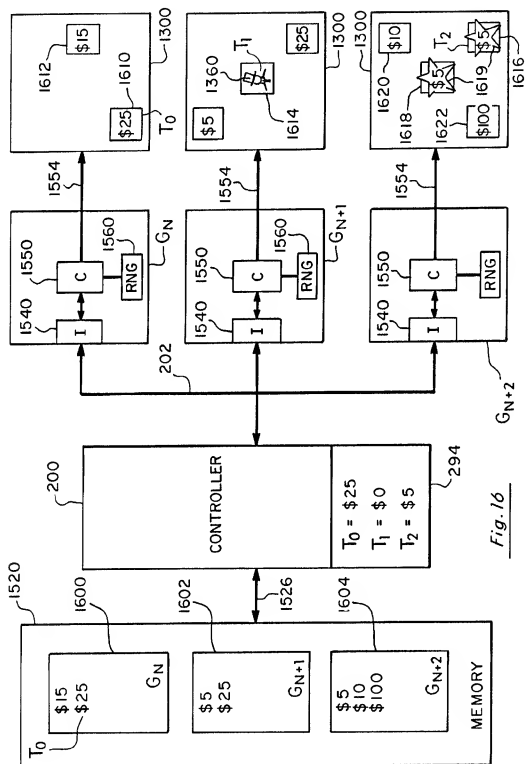 1520
1600
T0
$15
$25
GN
1602
$5
$25
GN+1
1604
$5
$10
$100
GN+2
MEMORY
1526
200
CONTROLLER
T0 = $25
T1 = $0
T2 = $5
294
202
1540
I
1550
C
1560
RNG
GN
1554
1612
$15
1610
$25
T0
1300
1540
I
1550
C
1560
RNG
GN+1
1554
$5
1360
T1
1614
$25
1300
1540
I
1550
C
RNG
GN+2
1554
1300
1620
$10
1618
$5
T2
$5
1622
$100
1619
1616
Fig. 16